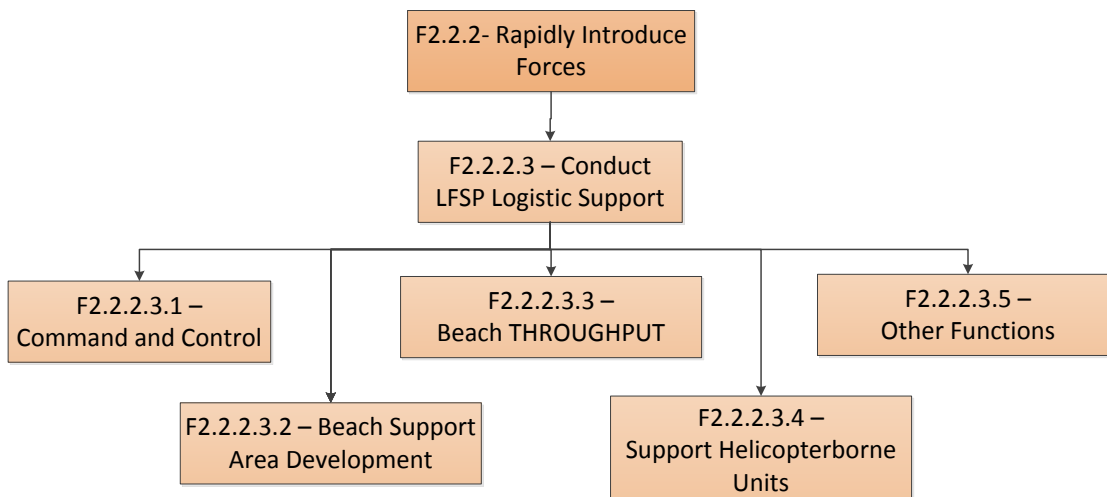 F2.2.2- Rapidly Introduce
Forces
F2.2.2.3 – Conduct
LFSP Logistic Support
F2.2.2.3.1 –
Command and Control
F2.2.2.3.3 –
Beach THROUGHPUT
F2.2.2.3.5 –
Other Functions
F2.2.2.3.2 – Beach Support
Area Development
F2.2.2.3.4 –
Support Helicopterborne
Units